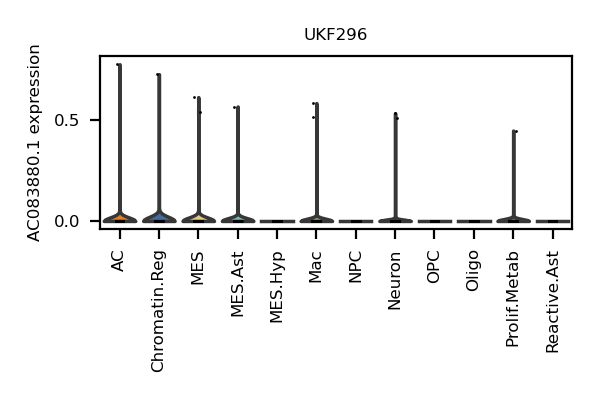 UKF296
AC083880.1 expression
0.5
0.0
AC
Chromatin.Reg
MES
MES.Ast
MES.Hyp
Mac
NPC
Neuron
OPC
Oligo
Prolif.Metab
Reactive.Ast